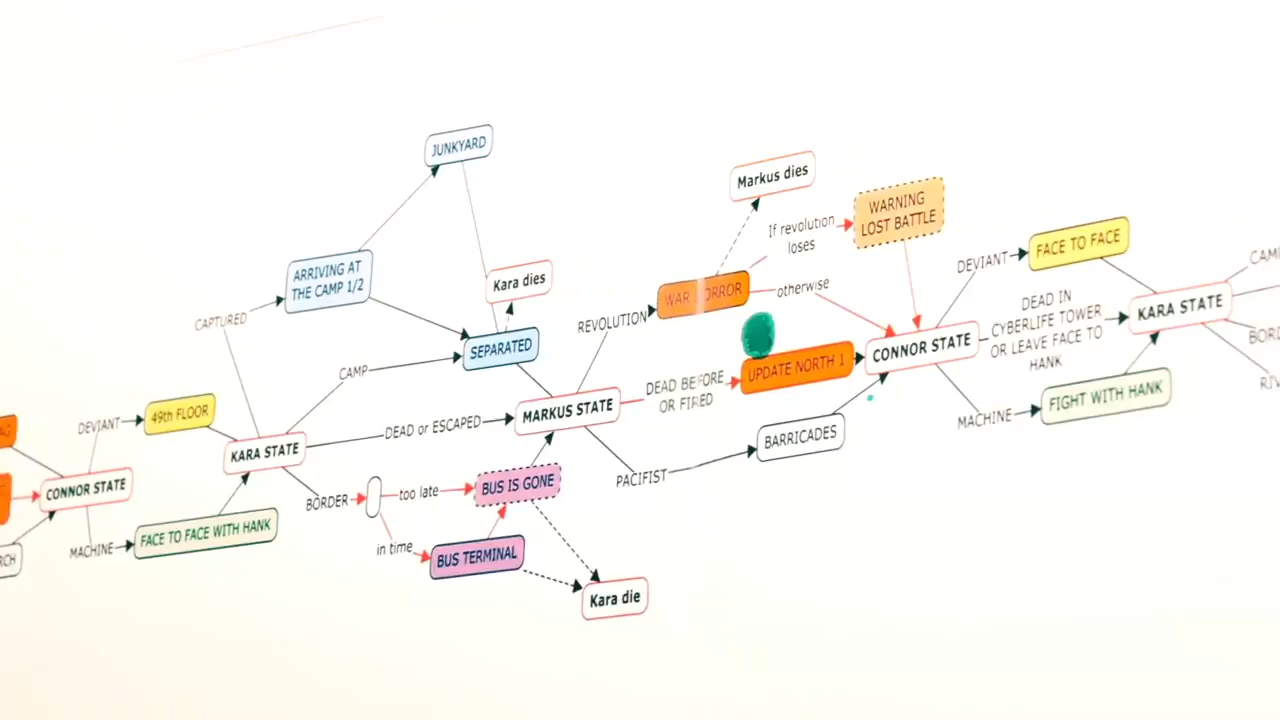 CONNOR STATE
DEVIANT
49th FLOOR
MACHINE
FACE TO FACE WITH HANK
KARA STATE
CAPTURED
ARRIVING AT
THE CAMP 1/2
JUNKYARD
Kara dies
CAMP
SEPARATED
DEAD or ESCAPED
BORDER
too late
BUS IS GONE
in time
BUS TERMINAL
Kara die
MARKUS STATE
REVOLUTION
WAR
Markus dies
If revolution
loses
WARNING
LOST BATTLE
otherwise
DEAD BEFORE
OR FIRED
UPDATE NORTH 1
PACIFIST
BARRICADES
CONNOR STATE
DEVIANT
FACE TO FACE
DEAD IN
CYBERLIFE TOWER
OR LEAVE FACE TO
HANK
MACHINE
FIGHT WITH HANK
KARA STATE